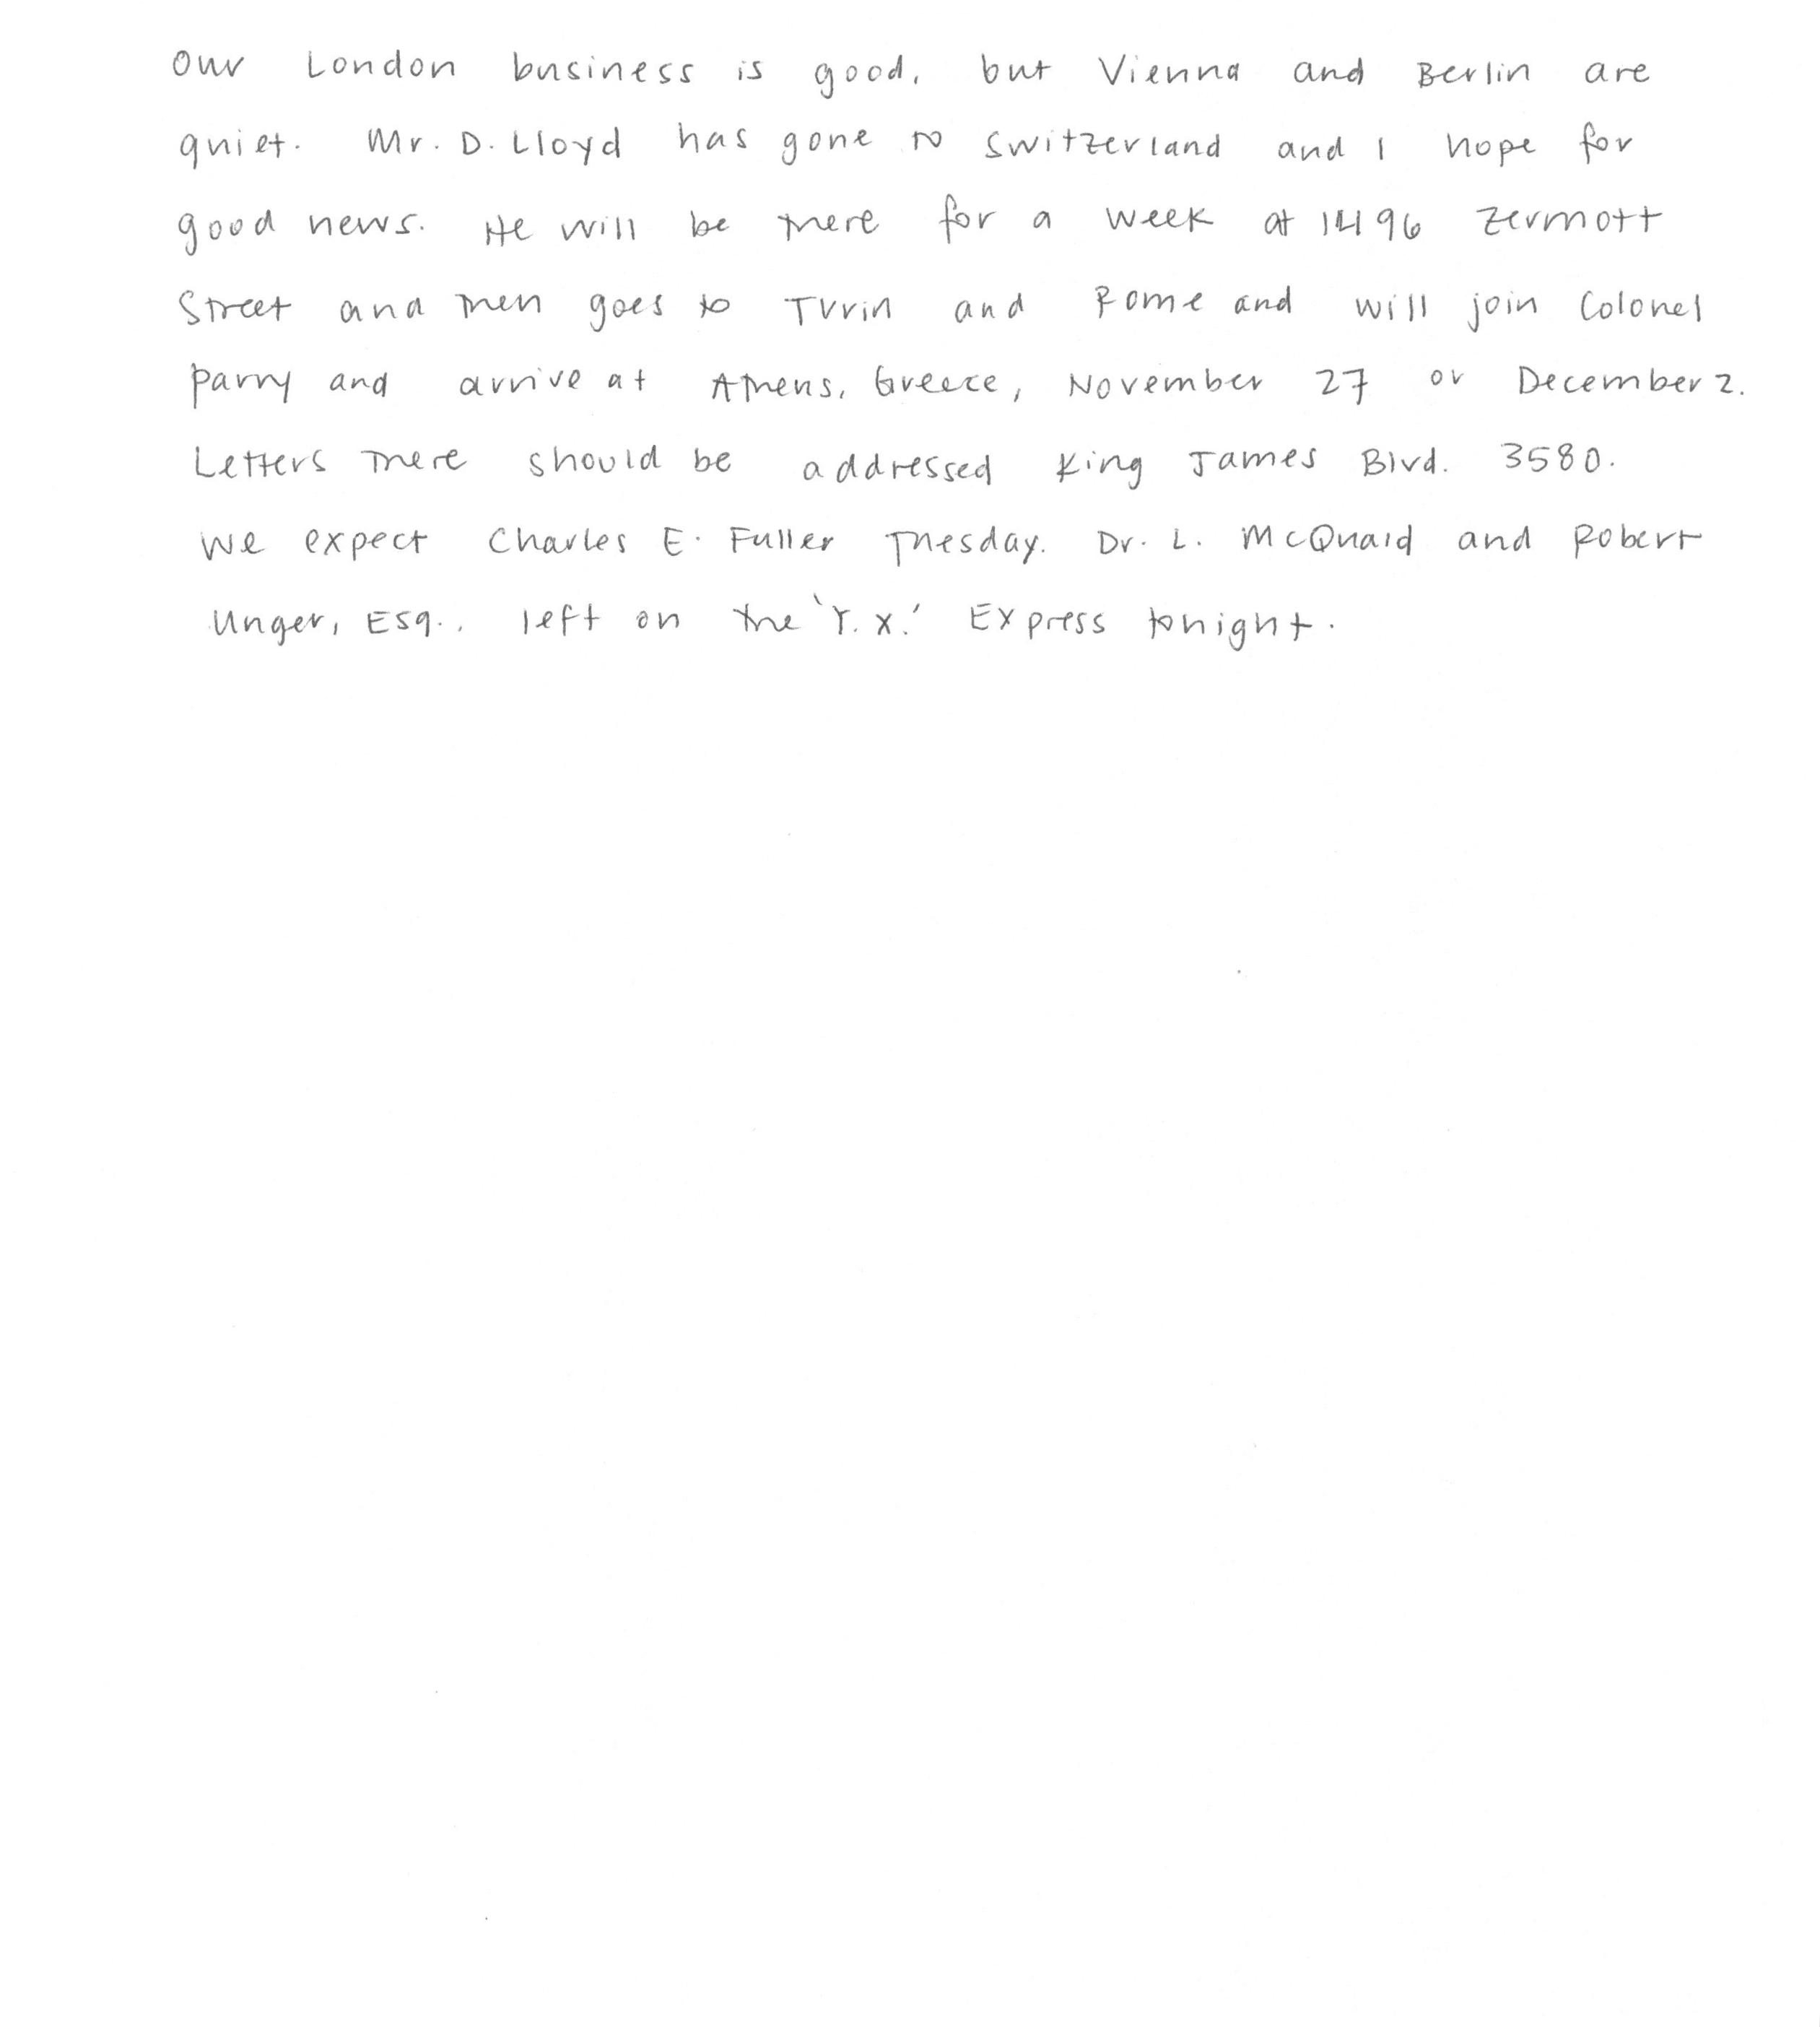 Our London business is good, but Vienna and Berlin are
quiet. Mr. D. Lloyd has gone to Switzerland and I hope for
good news. He will be there for a week at 1496 Zermott
Street and then goes to Turin and Rome and will join Colonel
Parry and arrive at Athens, Greece, November 27 or December 2.
Letters there should be addressed King James Blvd. 3580.
We expect Charles E. Fuller Tuesday. Dr. L. McQuaid and Robert
Unger, Esq., left on the 'Y.X.' Express tonight.